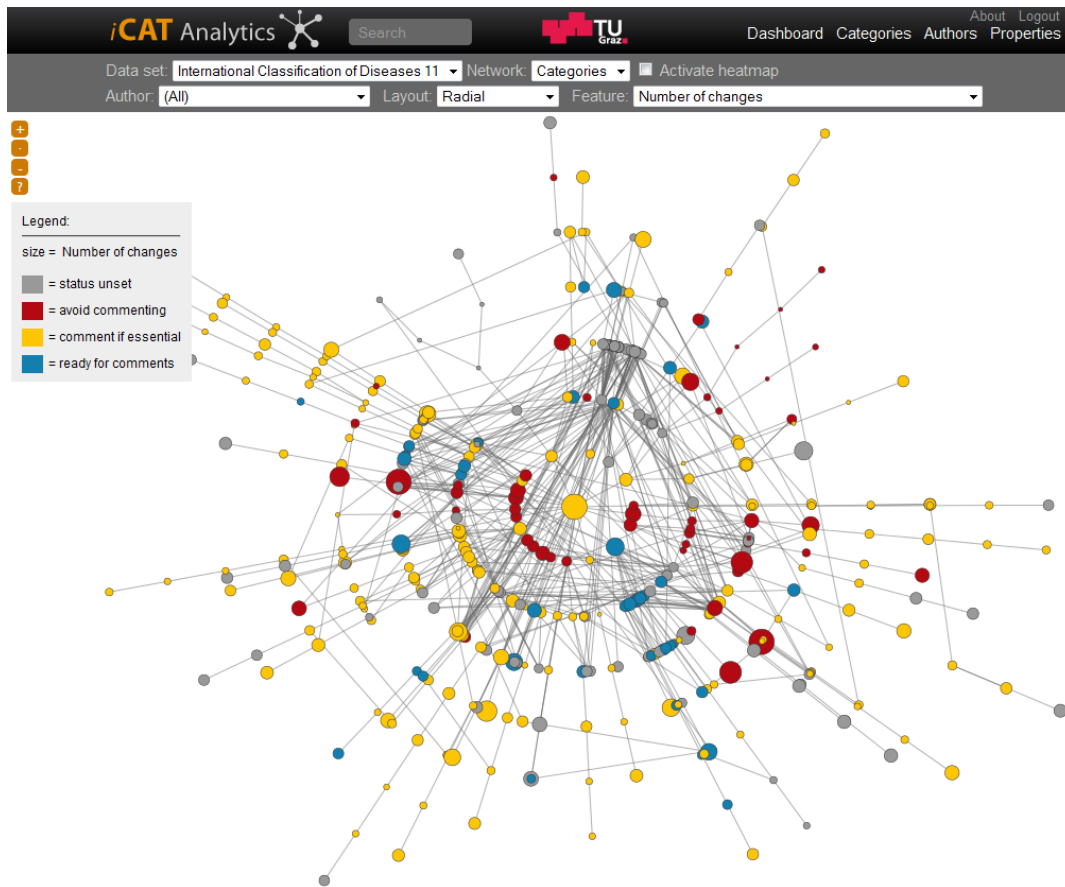 iCAT Analytics
Search
TU
Graz
About Logout
Dashboard Categories Authors Properties
Data set: International Classification of Diseases 11 Network: Categories Activate heatmap
Author: (All) Layout: Radial Feature: Number of changes
+
-
-
?
Legend:
size = Number of changes
= status unset
= avoid commenting
= comment if essential
= ready for comments